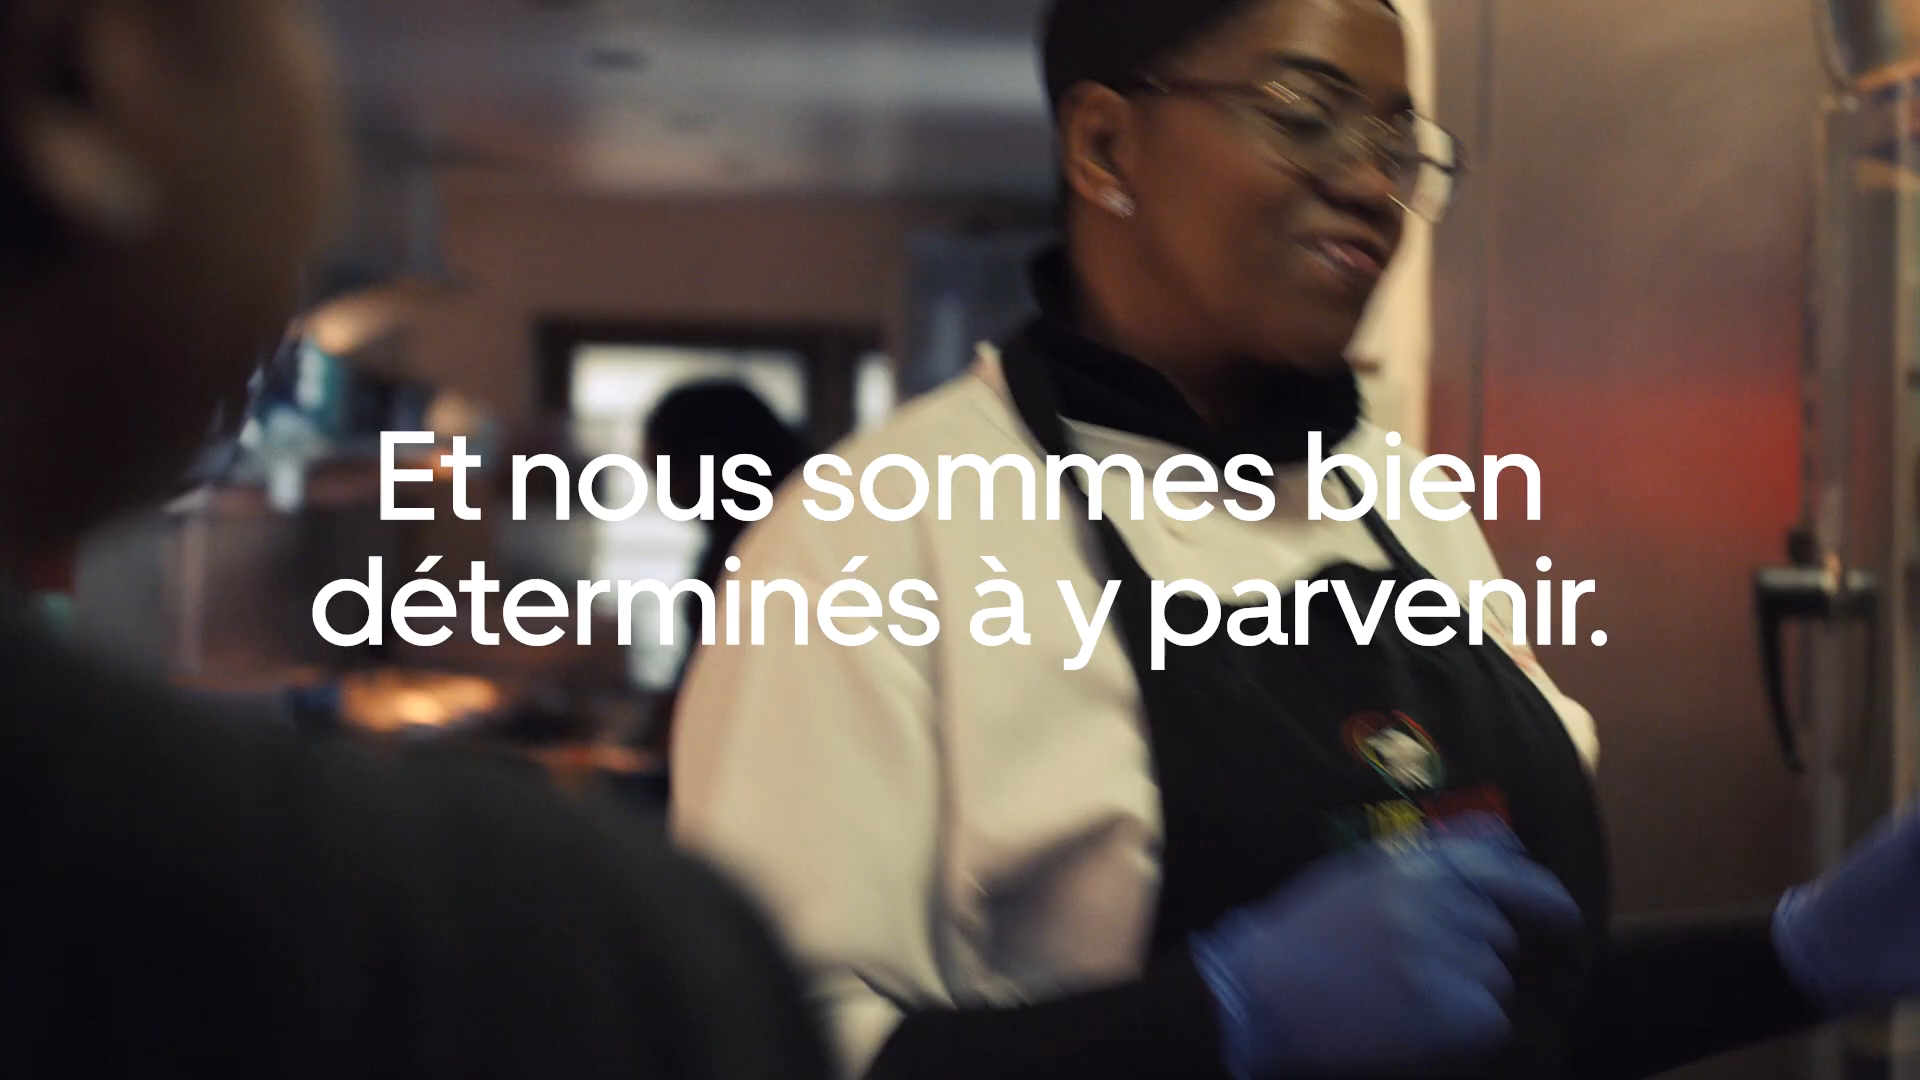 Et nous sommes bien
déterminés à y parvenir.